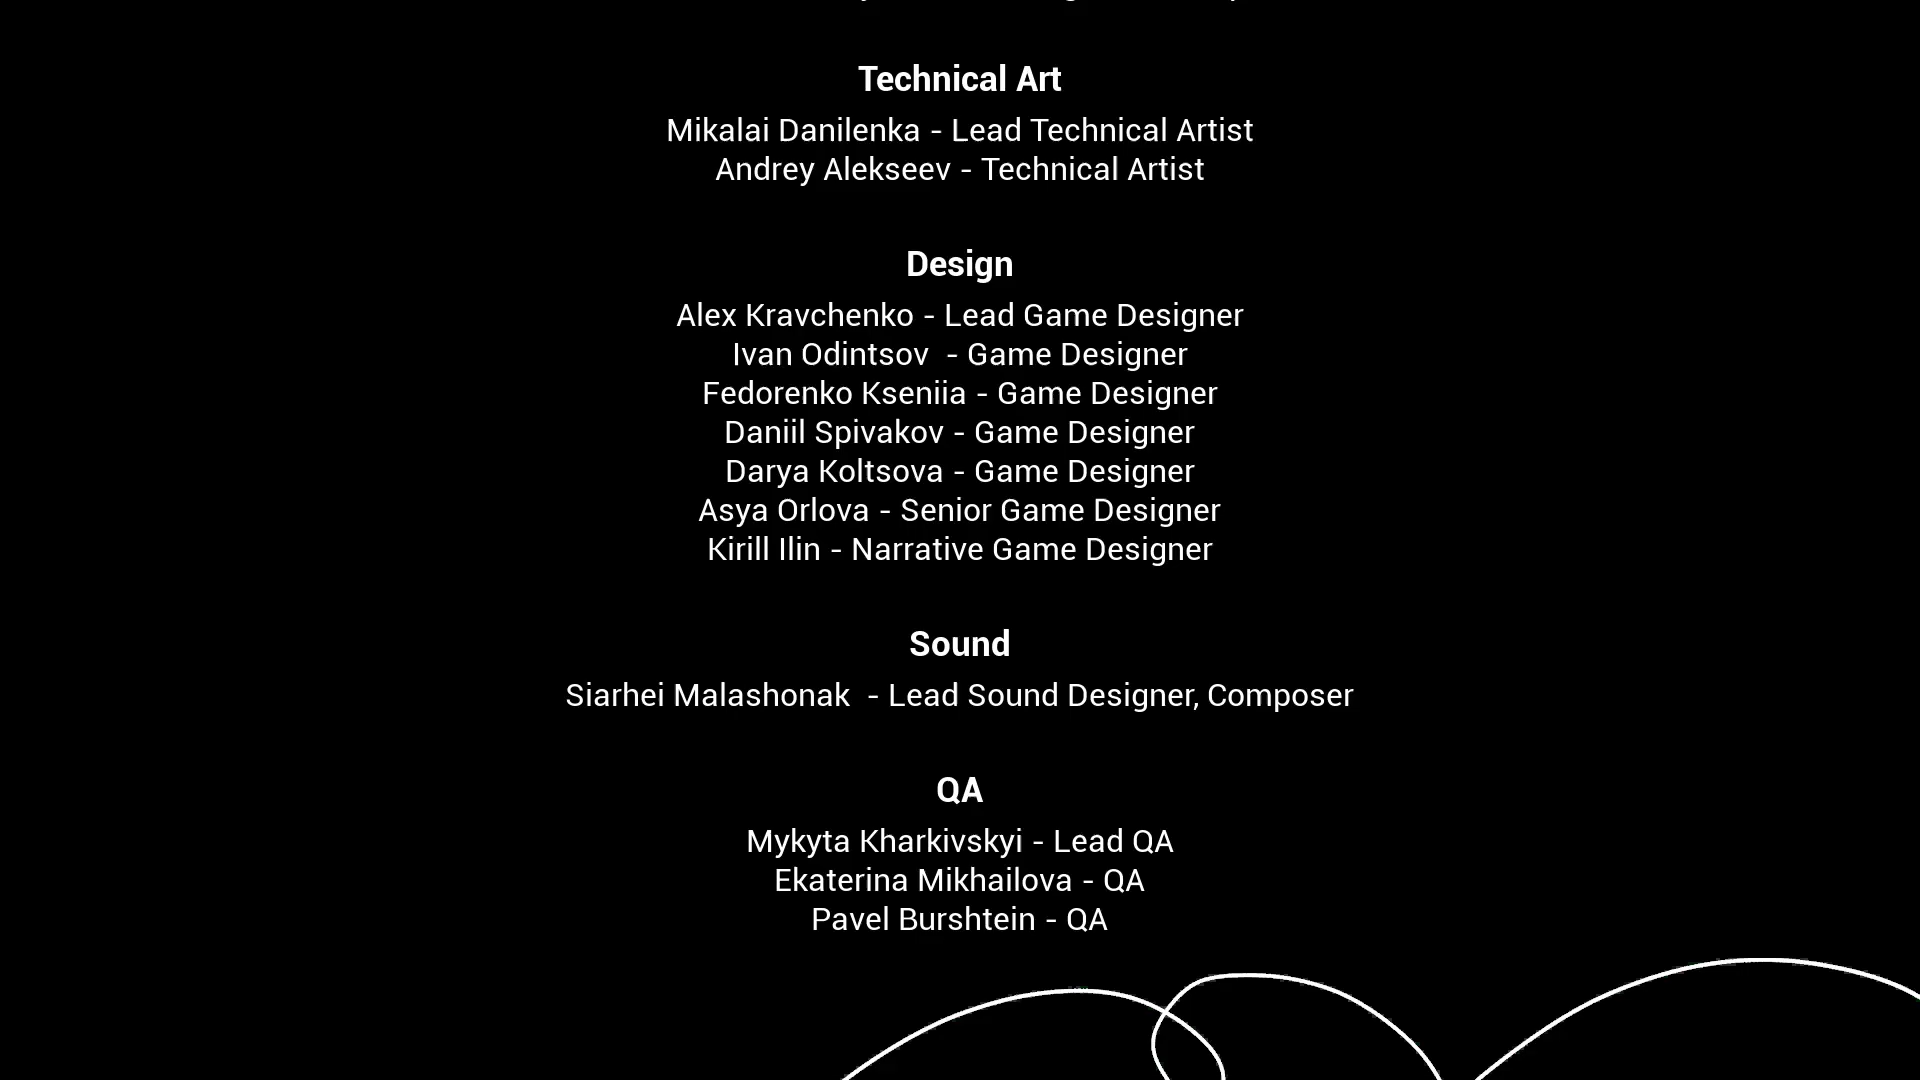 Technical Art
Mikalai Danilenka - Lead Technical Artist
Andrey Alekseev - Technical Artist
Design
Alex Kravchenko - Lead Game Designer
Ivan Odintsov  - Game Designer
Fedorenko Kseniia - Game Designer
Daniil Spivakov - Game Designer
Darya Koltsova - Game Designer
Asya Orlova - Senior Game Designer
Kirill Ilin - Narrative Game Designer
Sound
Siarhei Malashonak  - Lead Sound Designer, Composer
QA
Mykyta Kharkivskyi - Lead QA
Ekaterina Mikhailova - QA
Pavel Burshtein - QA